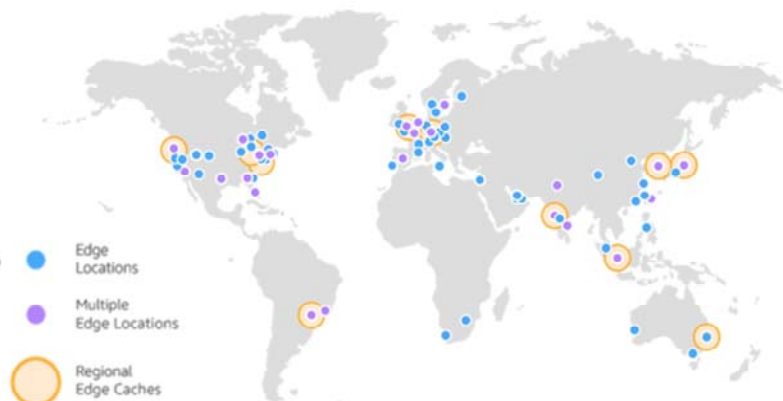 Edge
Locations
Multiple
Edge Locations
Regional
Edge Caches